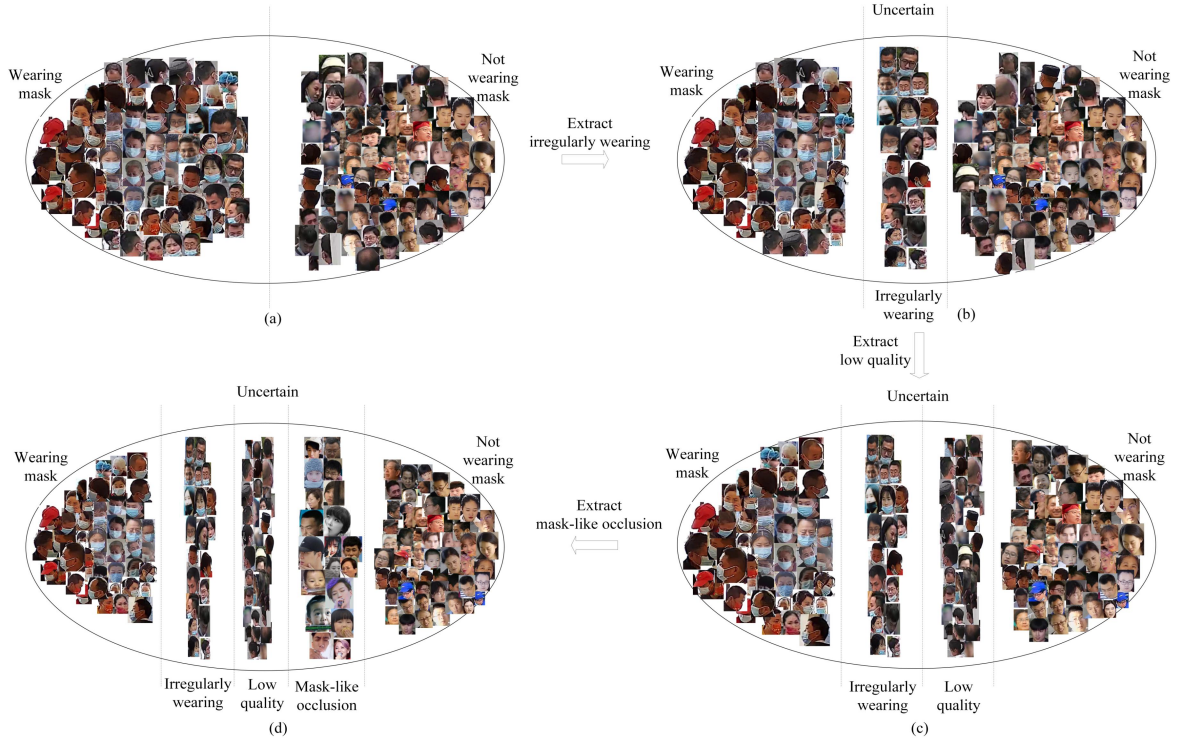 Wearing
mask
Not
wearing
mask
(a)
Extract
irregularly wearing
Uncertain
Wearing
mask
Not
wearing
mask
Irregularly
wearing
(b)
Extract
low quality
Uncertain
Wearing
mask
Not
wearing
mask
Irregularly
wearing
Low
quality
(c)
Extract
mask-like occlusion
Uncertain
Wearing
mask
Not
wearing
mask
Irregularly
wearing
Low
quality
Mask-like
occlusion
(d)